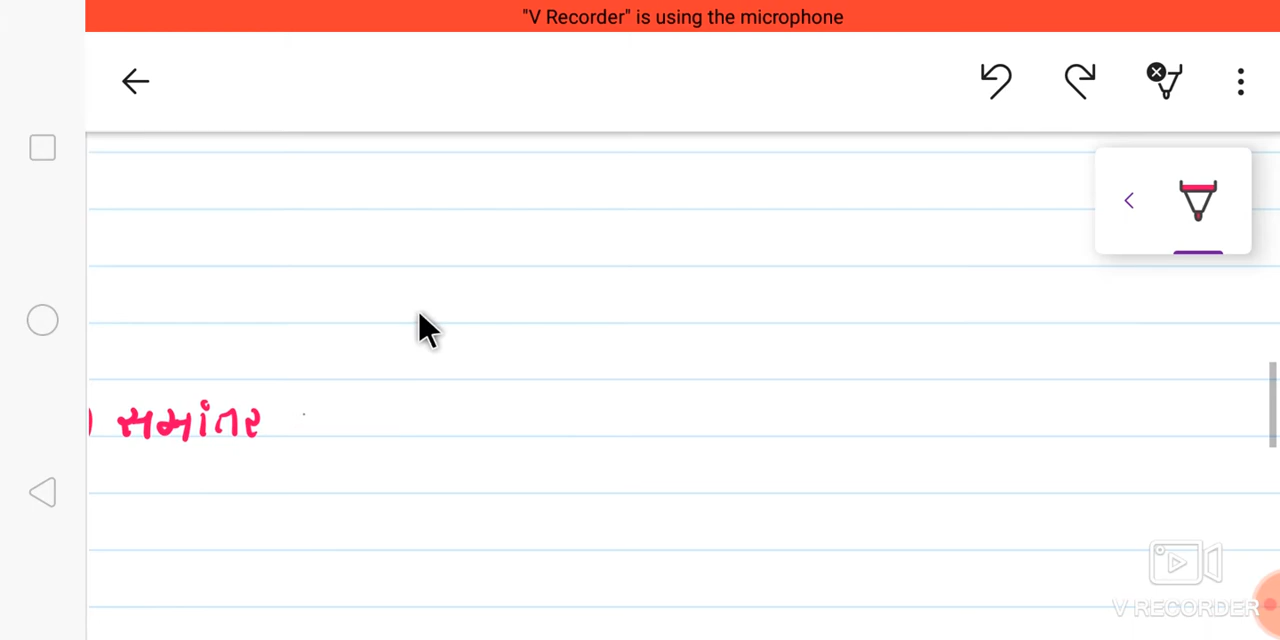 "V Recorder" is using the microphone
) સમાંતર
V RECORDER